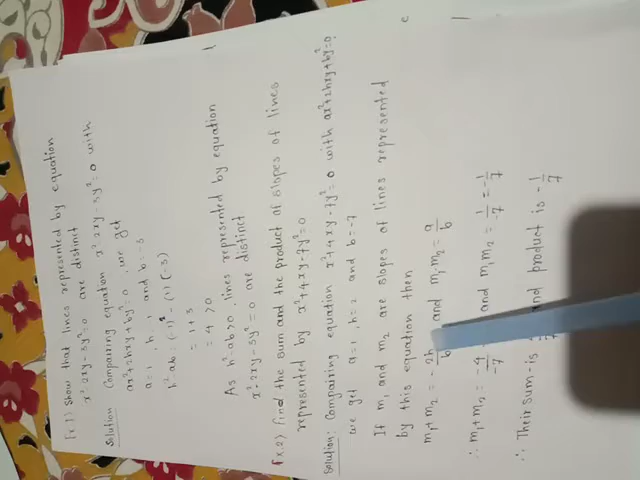 Ex.1) Show that lines represented by equation
x²-2xy-3y²=0 are distinct
Solution Comparing equation x²-2xy-3y²=0 with
ax²+2hxy+by²=0 we get
a=1, h 1 and b=-3
h²-ab (-1)² - (1) (-3)
= 1+3
= 4 >0
As h²-ab>0 lines represented by equation
x²-2xy-3y²=0 are distinct
Ex.2) find the sum and the product of slopes of lines
represented by x²+4xy-7y²=0
Solution: Comparing equation x²+4xy-7y²=0 with ax²+2hxy+by²=0
we get a=1, h=2 and b=-7
If m₁ and m₂ are slopes of lines represented
by this equation then
m₁+m₂ = -2h/b and m₁m₂ = a/b
∴ m₁+m₂ = -4/-7 and m₁m₂ = 1/-7 = -1/7
∴ Their sum is and product is -1/7